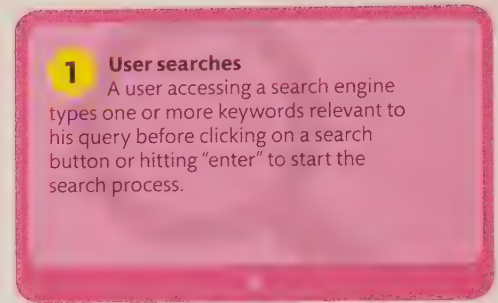 1 User searches
A user accessing a search engine
types one or more keywords relevant to
his query before clicking on a search
button or hitting "enter" to start the
search process.